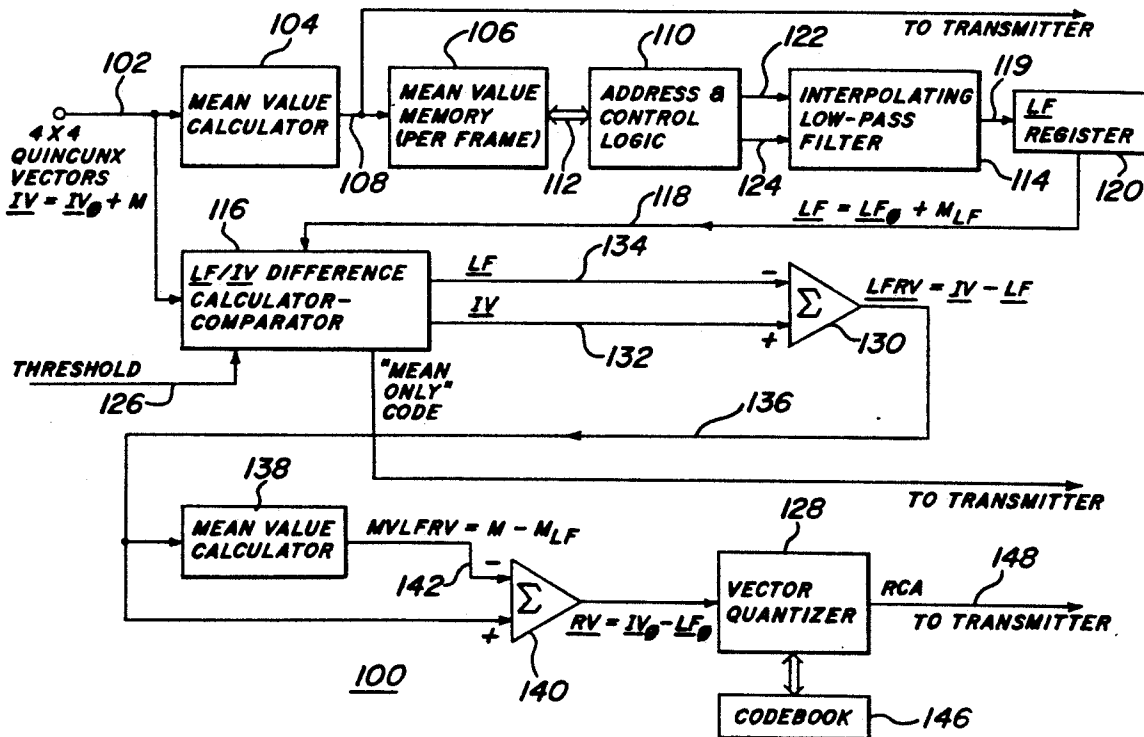 104
106
110
122
TO TRANSMITTER
102
119
MEAN VALUE
CALCULATOR
MEAN VALUE
MEMORY
(PER FRAME)
ADDRESS &
CONTROL
LOGIC
INTERPOLATING
LOW-PASS
FILTER
LF
REGISTER
4 X 4
QUINCUNX
VECTORS
IV = IVø + M
108
112
124
114
120
116
118
LF = LFø + MLF
134
LF/IV DIFFERENCE
CALCULATOR-
COMPARATOR
LF
IV
-
Σ
+
LFRV = IV - LF
130
132
THRESHOLD
126
"MEAN
ONLY"
CODE
136
TO TRANSMITTER
138
MEAN VALUE
CALCULATOR
MVLFRV = M - MLF
142
-
Σ
+
140
RV = IVø - LFø
128
VECTOR
QUANTIZER
RCA
148
TO TRANSMITTER
100
CODEBOOK
146